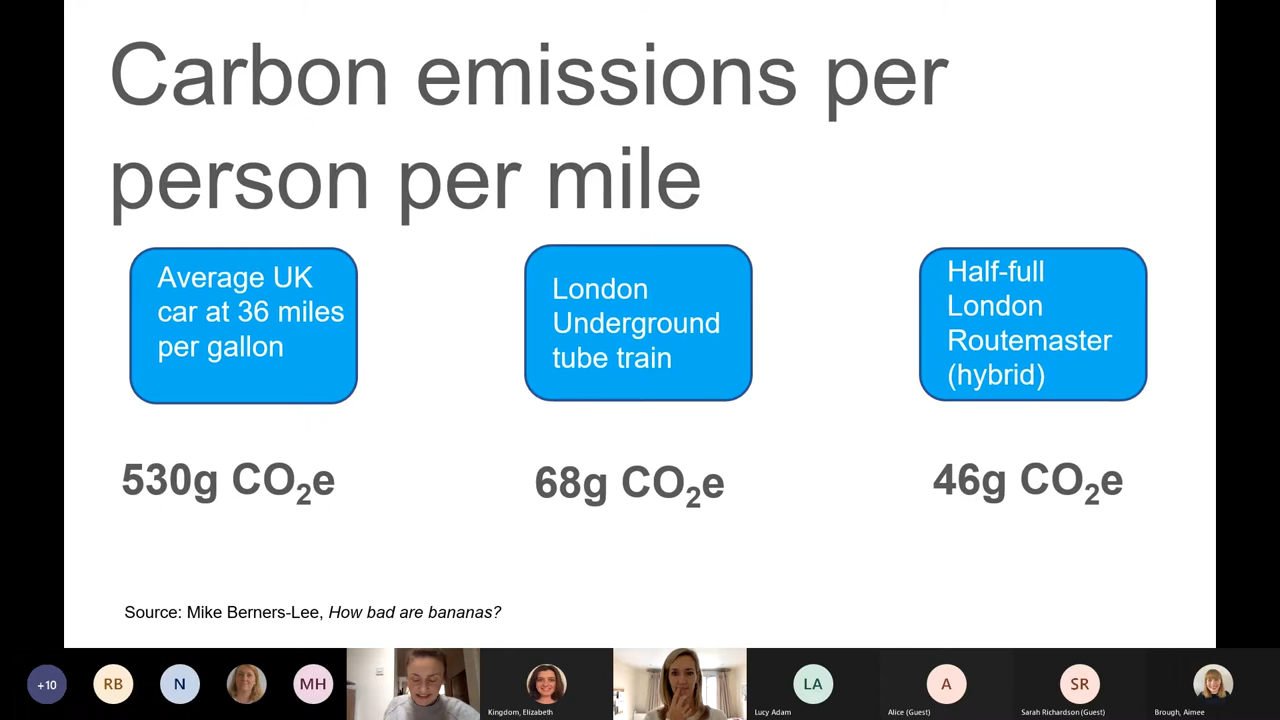 Carbon emissions per
person per mile
Average UK
car at 36 miles
per gallon
London
Underground
tube train
Half-full
London
Routemaster
(hybrid)
530g CO₂e
68g CO₂e
46g CO₂e
Source: Mike Berners-Lee, How bad are bananas?
+10
RB
N
MH
Kingdom, Elizabeth
LA
Lucy Adam
A
Alice (Guest)
SR
Sarah Richardson (Guest)
Brough, Aimee